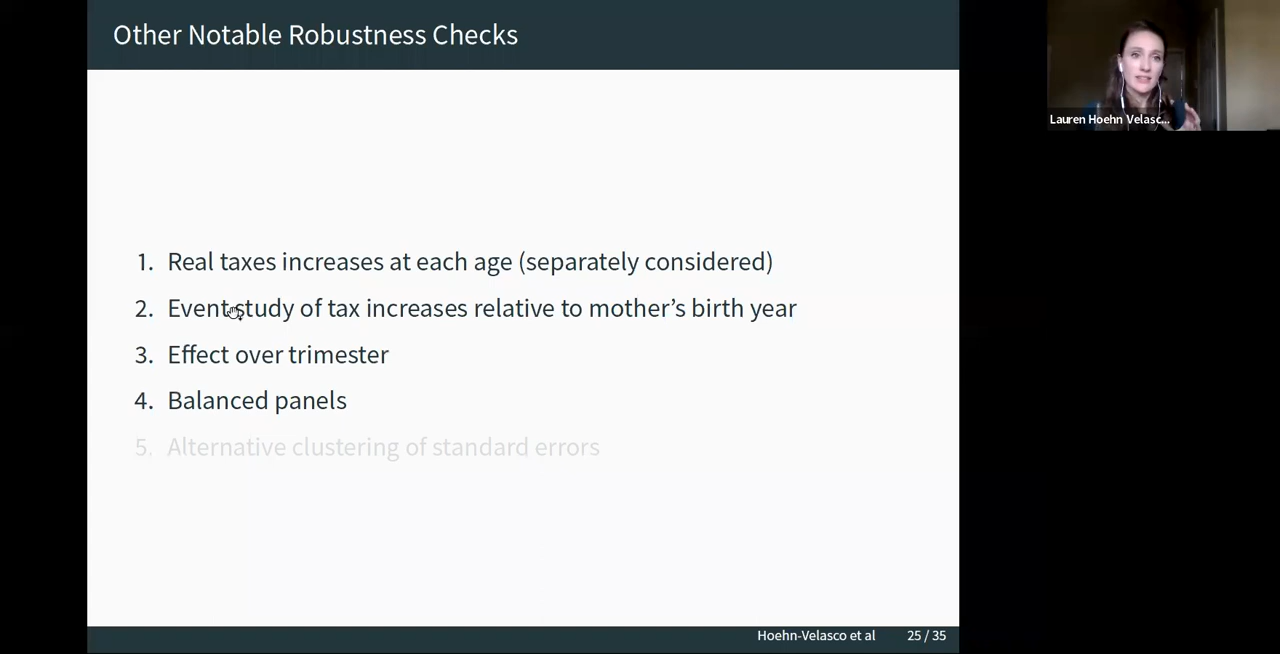 Other Notable Robustness Checks
Lauren Hoehn Velasc...
1. Real taxes increases at each age (separately considered)
2. Event study of tax increases relative to mother's birth year
3. Effect over trimester
4. Balanced panels
5. Alternative clustering of standard errors
Hoehn-Velasco et al 25 / 35